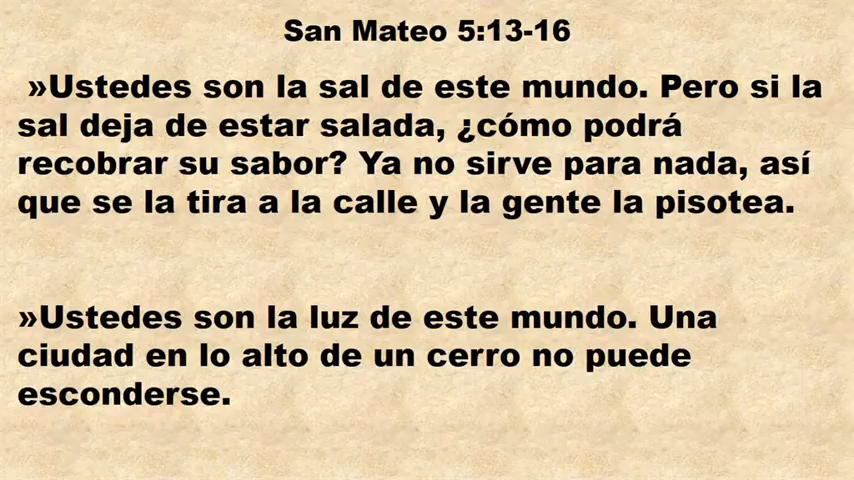 San Mateo 5:13-16
»Ustedes son la sal de este mundo. Pero si la
sal deja de estar salada, ¿cómo podrá
recobrar su sabor? Ya no sirve para nada, así
que se la tira a la calle y la gente la pisotea.
»Ustedes son la luz de este mundo. Una
ciudad en lo alto de un cerro no puede
esconderse.